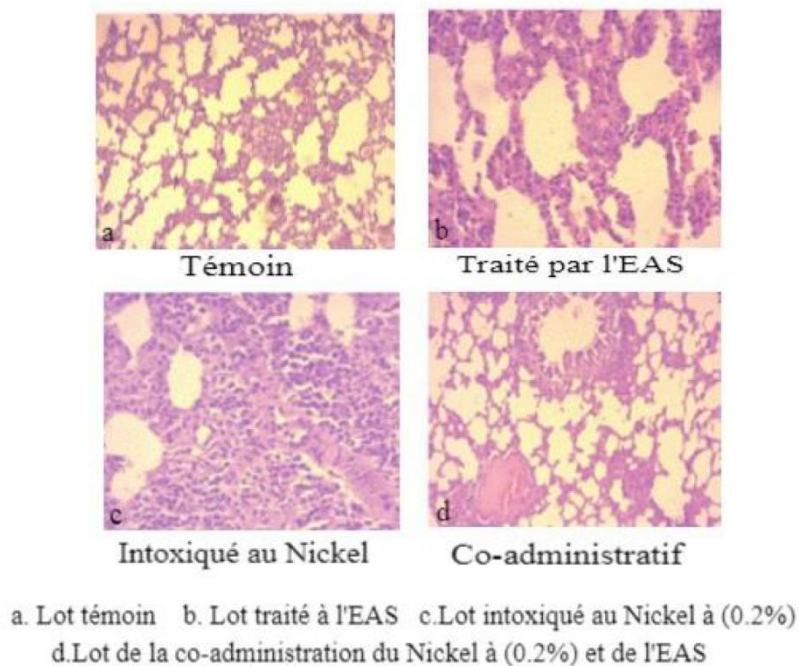 a
Témoin
b
Traité par l'EAS
c
Intoxiqué au Nickel
d
Co-administratif
a. Lot témoin b. Lot traité à l'EAS c.Lot intoxiqué au Nickel à (0.2%)
d.Lot de la co-administration du Nickel à (0.2%) et de l'EAS